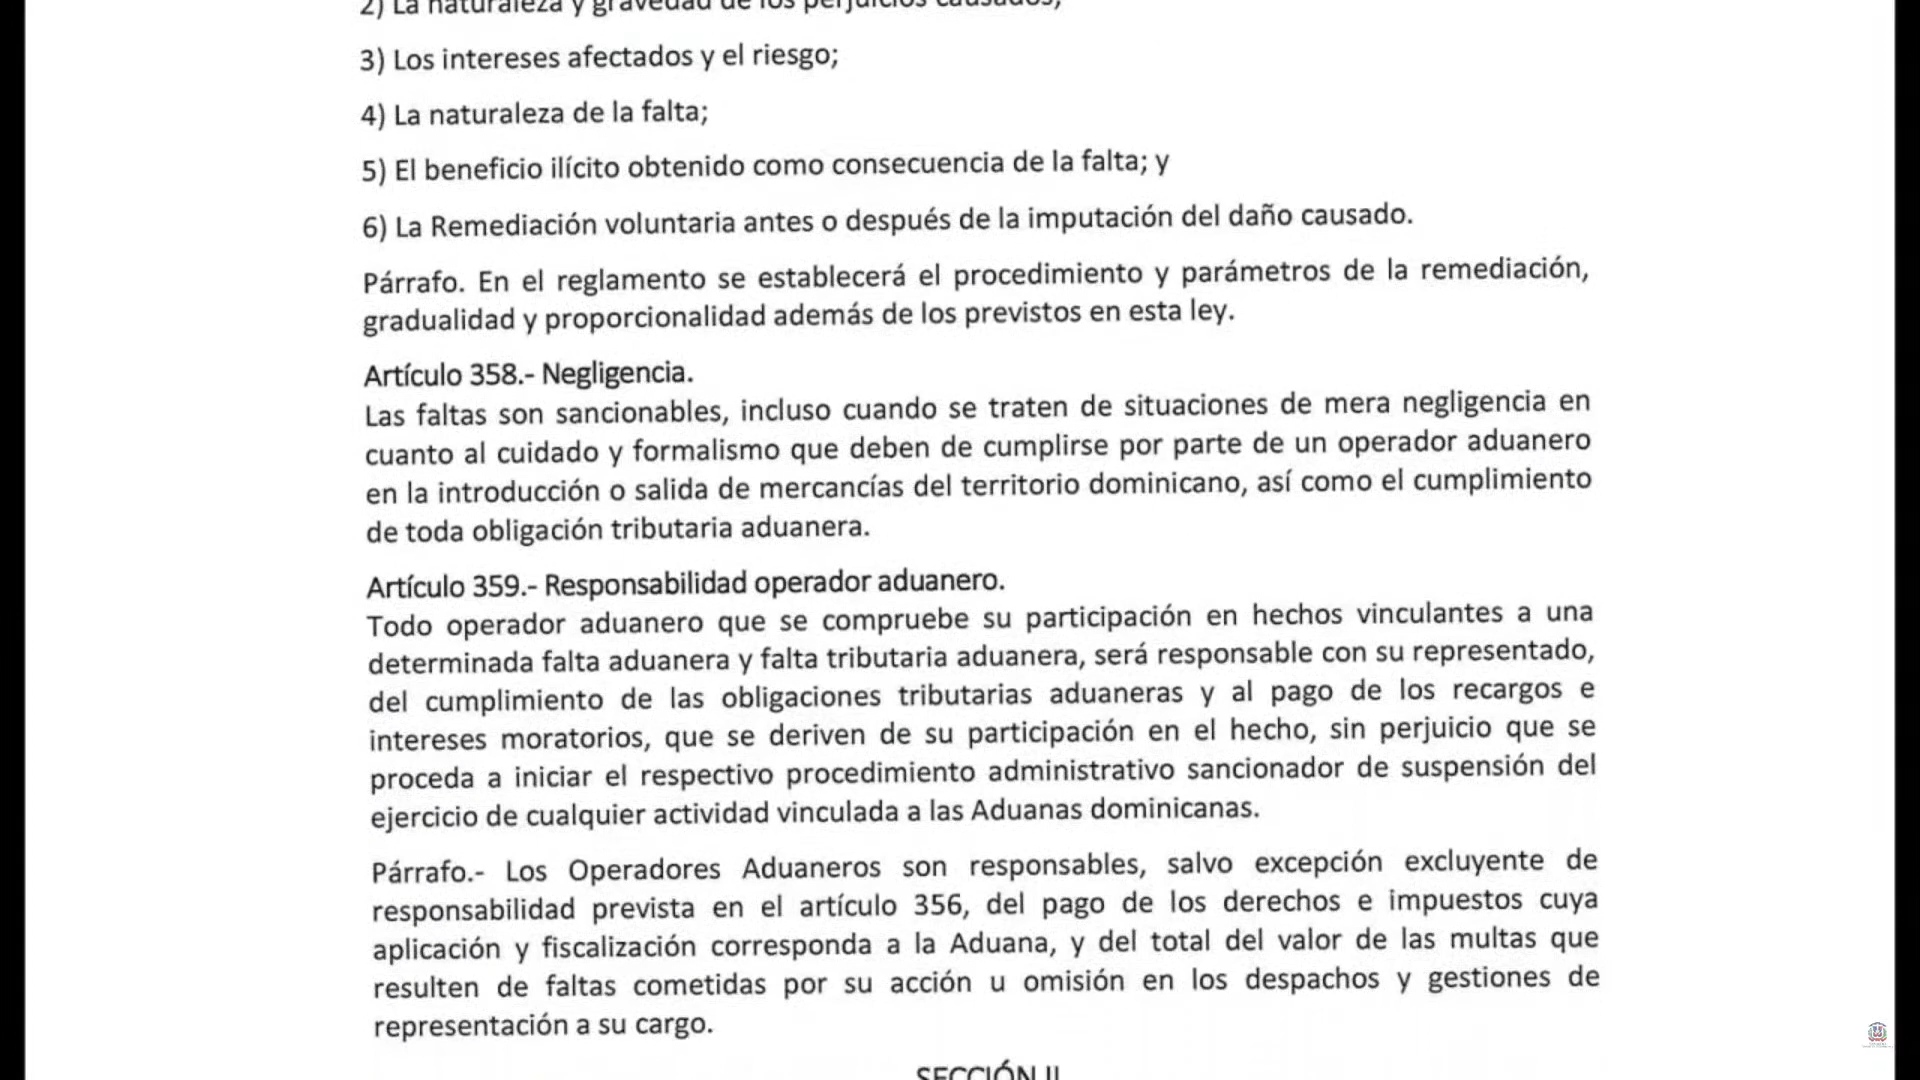 2) La naturaleza y gravedad de los perjuicios causados;
3) Los intereses afectados y el riesgo;
4) La naturaleza de la falta;
5) El beneficio ilícito obtenido como consecuencia de la falta; y
6) La Remediación voluntaria antes o después de la imputación del daño causado.
Párrafo. En el reglamento se establecerá el procedimiento y parámetros de la remediación,
gradualidad y proporcionalidad además de los previstos en esta ley.
Artículo 358.- Negligencia.
Las faltas son sancionables, incluso cuando se traten de situaciones de mera negligencia en
cuanto al cuidado y formalismo que deben de cumplirse por parte de un operador aduanero
en la introducción o salida de mercancías del territorio dominicano, así como el cumplimiento
de toda obligación tributaria aduanera.
Artículo 359.- Responsabilidad operador aduanero.
Todo operador aduanero que se compruebe su participación en hechos vinculantes a una
determinada falta aduanera y falta tributaria aduanera, será responsable con su representado,
del cumplimiento de las obligaciones tributarias aduaneras y al pago de los recargos e
intereses moratorios, que se deriven de su participación en el hecho, sin perjuicio que se
proceda a iniciar el respectivo procedimiento administrativo sancionador de suspensión del
ejercicio de cualquier actividad vinculada a las Aduanas dominicanas.
Párrafo.- Los Operadores Aduaneros son responsables, salvo excepción excluyente de
responsabilidad prevista en el artículo 356, del pago de los derechos e impuestos cuya
aplicación y fiscalización corresponda a la Aduana, y del total del valor de las multas que
resulten de faltas cometidas por su acción u omisión en los despachos y gestiones de
representación a su cargo.
SECCIÓN II